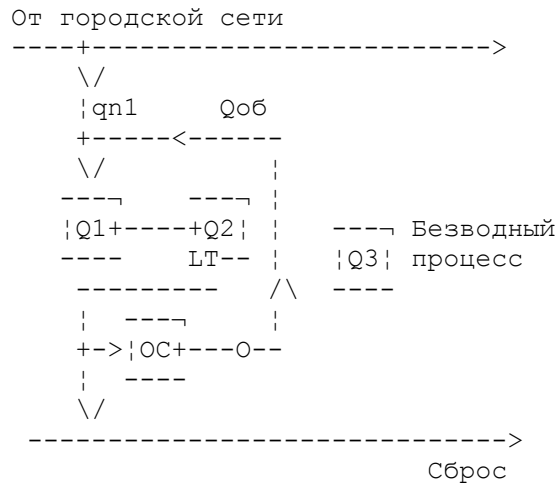 От городской сети
qn1 Qоб
Q1 Q2 Безводный
LT Q3 процесс
ОС О
Сброс